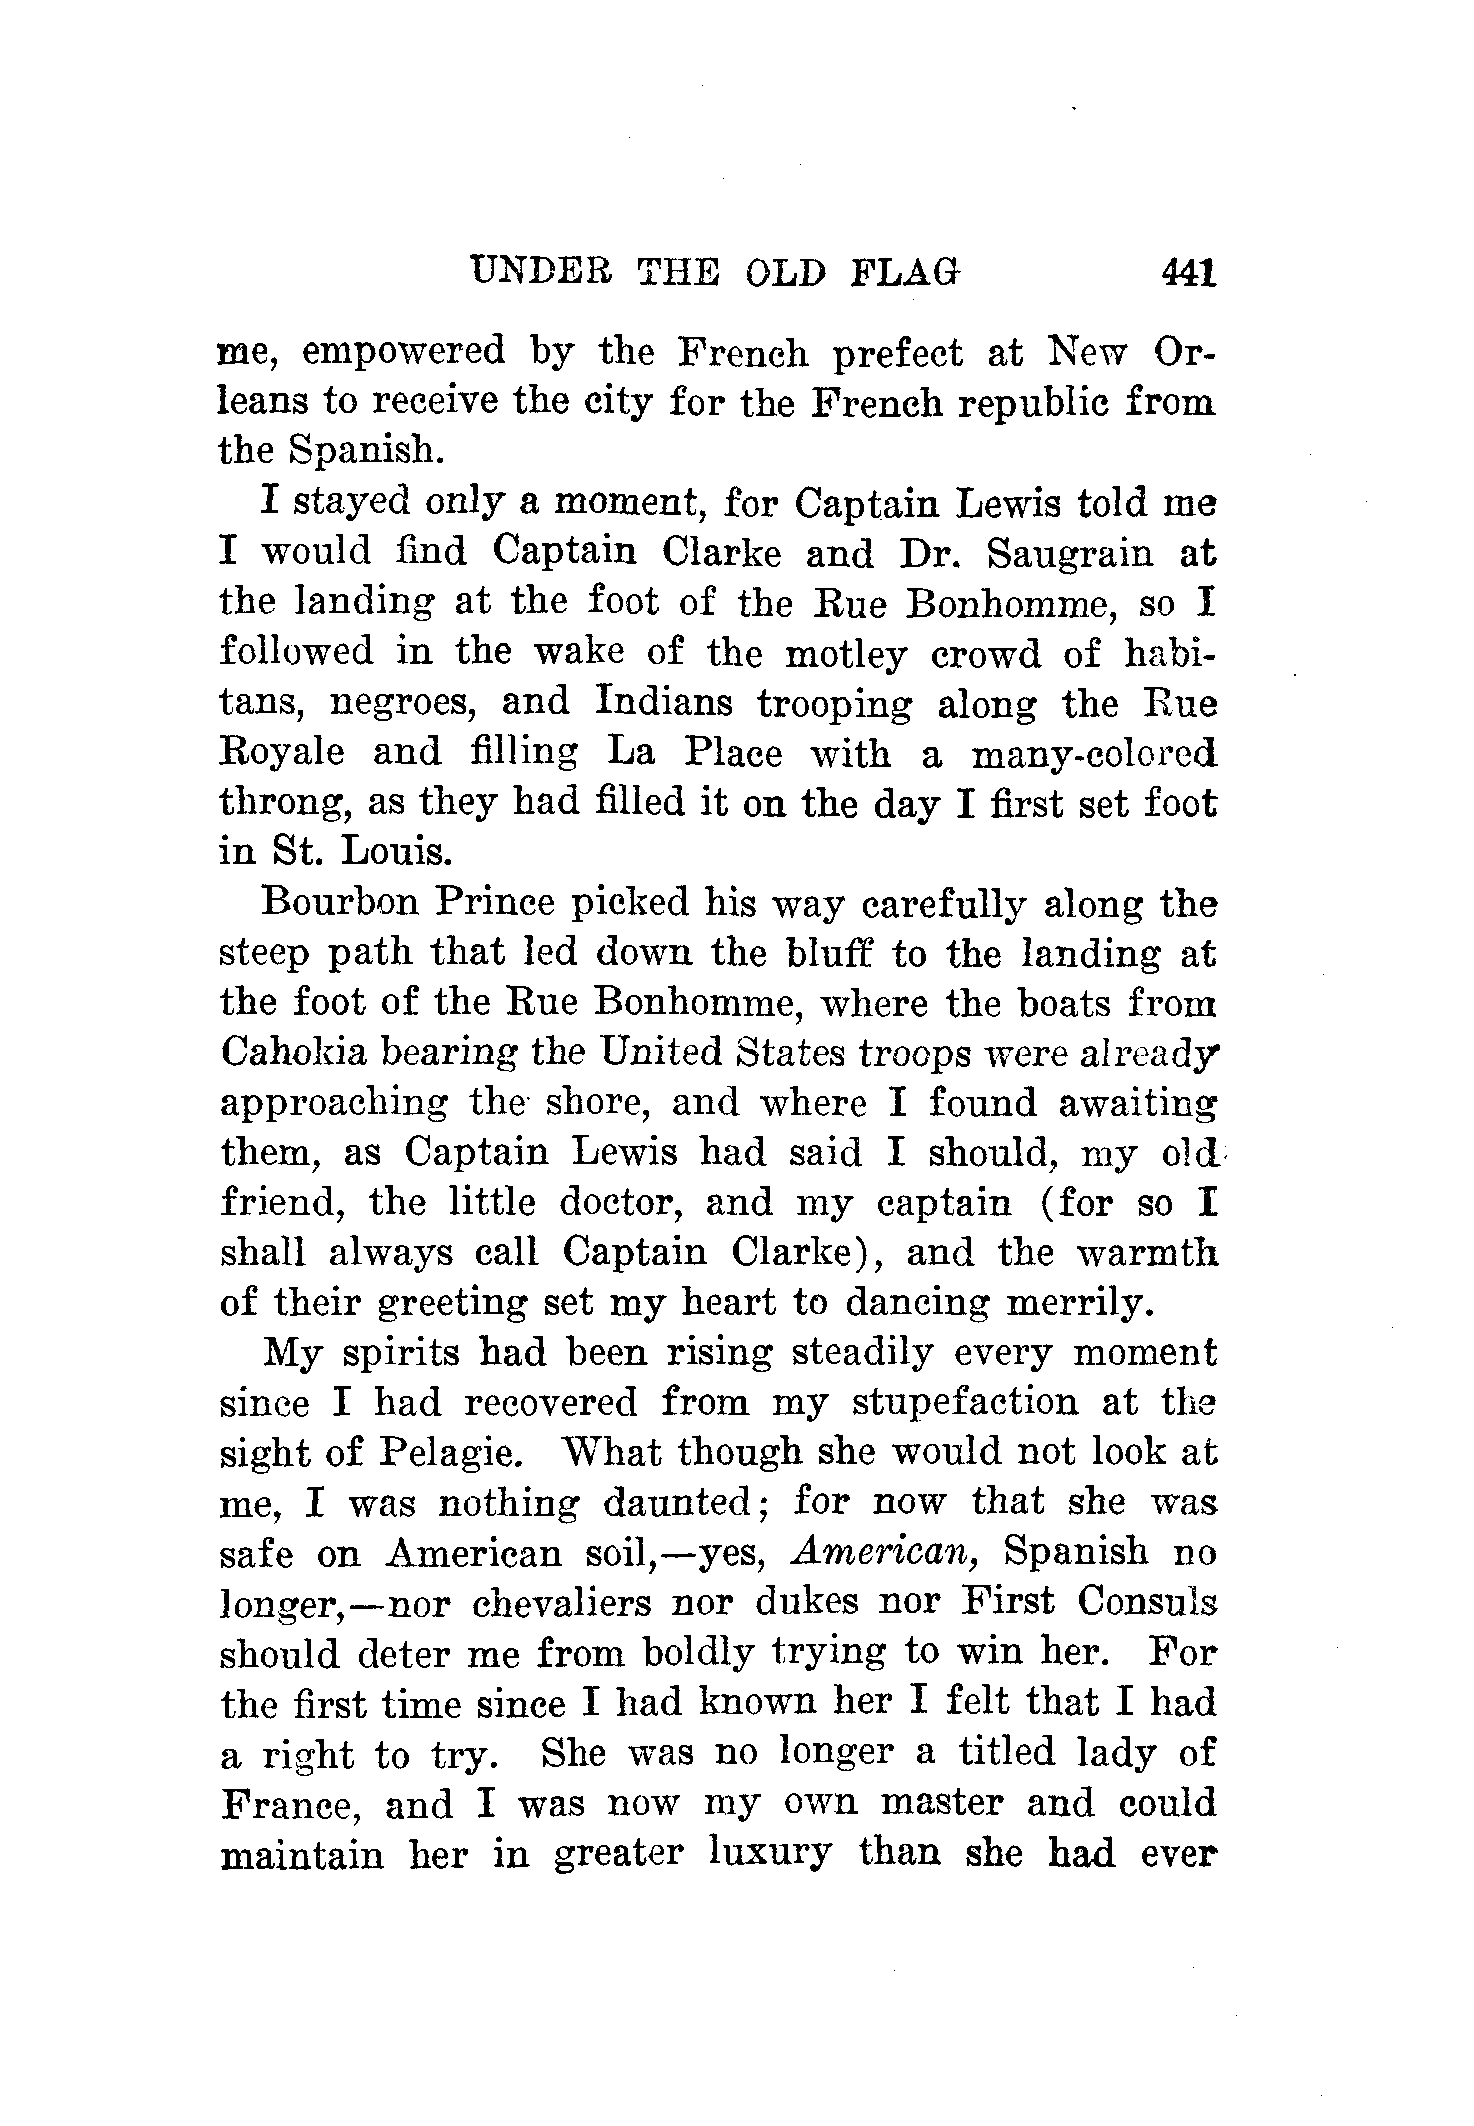 UNDER THE OLD FLAG 441
me, empowered by the French prefect at New Or-
leans to receive the city for the French republic from
the Spanish.
I stayed only a moment, for Captain Lewis told me
I would find Captain Clarke and Dr. Saugrain at
the landing at the foot of the Rue Bonhomme, so I
followed in the wake of the motley crowd of habi-
tans, negroes, and Indians trooping along the Rue
Royale and filling La Place with a many-colored
throng, as they had filled it on the day I first set foot
in St. Louis.
Bourbon Prince picked his way carefully along the
steep path that led down the bluff to the landing at
the foot of the Rue Bonhomme, where the boats from
Cahokia bearing the United States troops were already
approaching the shore, and where I found awaiting
them, as Captain Lewis had said I should, my old
friend, the little doctor, and my captain (for so I
shall always call Captain Clarke), and the warmth
of their greeting set my heart to dancing merrily.
My spirits had been rising steadily every moment
since I had recovered from my stupefaction at the
sight of Pelagie. What though she would not look at
me, I was nothing daunted; for now that she was
safe on American soil,—yes, American, Spanish no
longer,—nor chevaliers nor dukes nor First Consuls
should deter me from boldly trying to win her. For
the first time since I had known her I felt that I had
a right to try. She was no longer a titled lady of
France, and I was now my own master and could
maintain her in greater luxury than she had ever